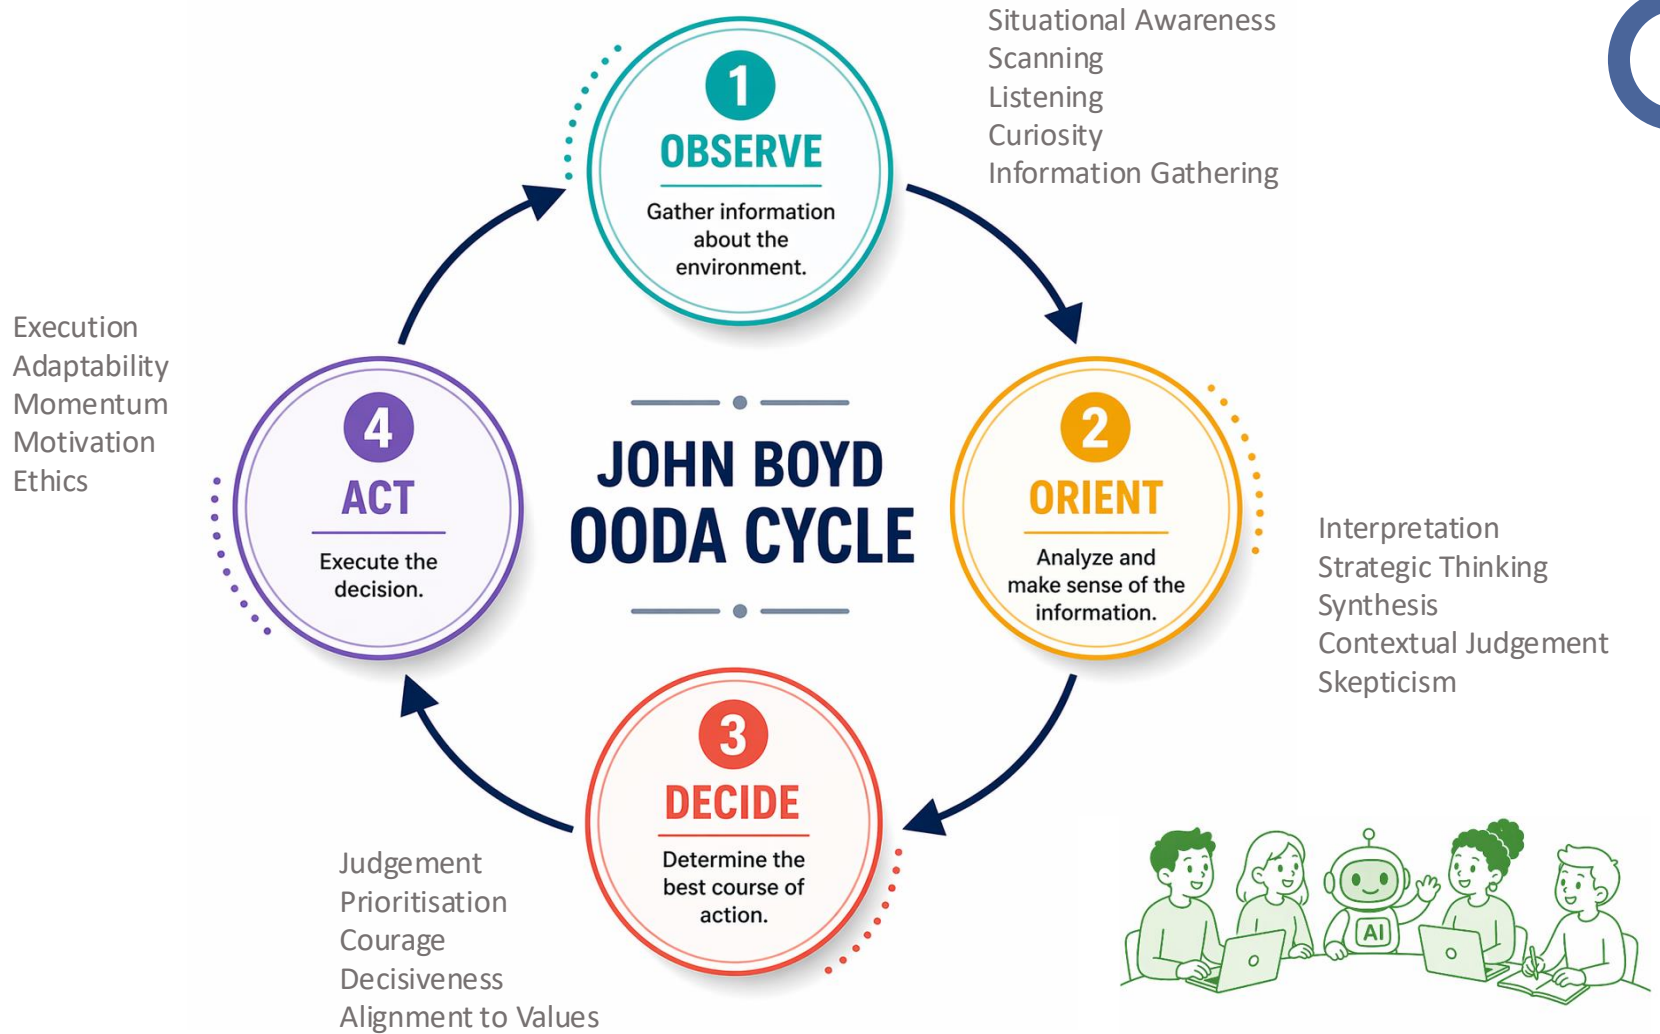 1
OBSERVE
Gather information
about the
environment.
Situational Awareness
Scanning
Listening
Curiosity
Information Gathering
2
ORIENT
Analyze and
make sense of the
information.
Interpretation
Strategic Thinking
Synthesis
Contextual Judgement
Skepticism
3
DECIDE
Determine the
best course of
action.
Judgement
Prioritisation
Courage
Decisiveness
Alignment to Values
4
ACT
Execute the
decision.
Execution
Adaptability
Momentum
Motivation
Ethics
JOHN BOYD
OODA CYCLE
AI